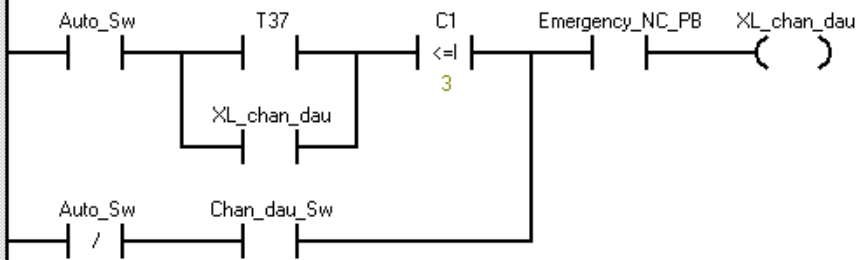 Auto_Sw T37 C1 Emergency_NC_PB XL_chan_dau
<=I
3
XL_chan_dau
Auto_Sw Chan_dau_Sw
/